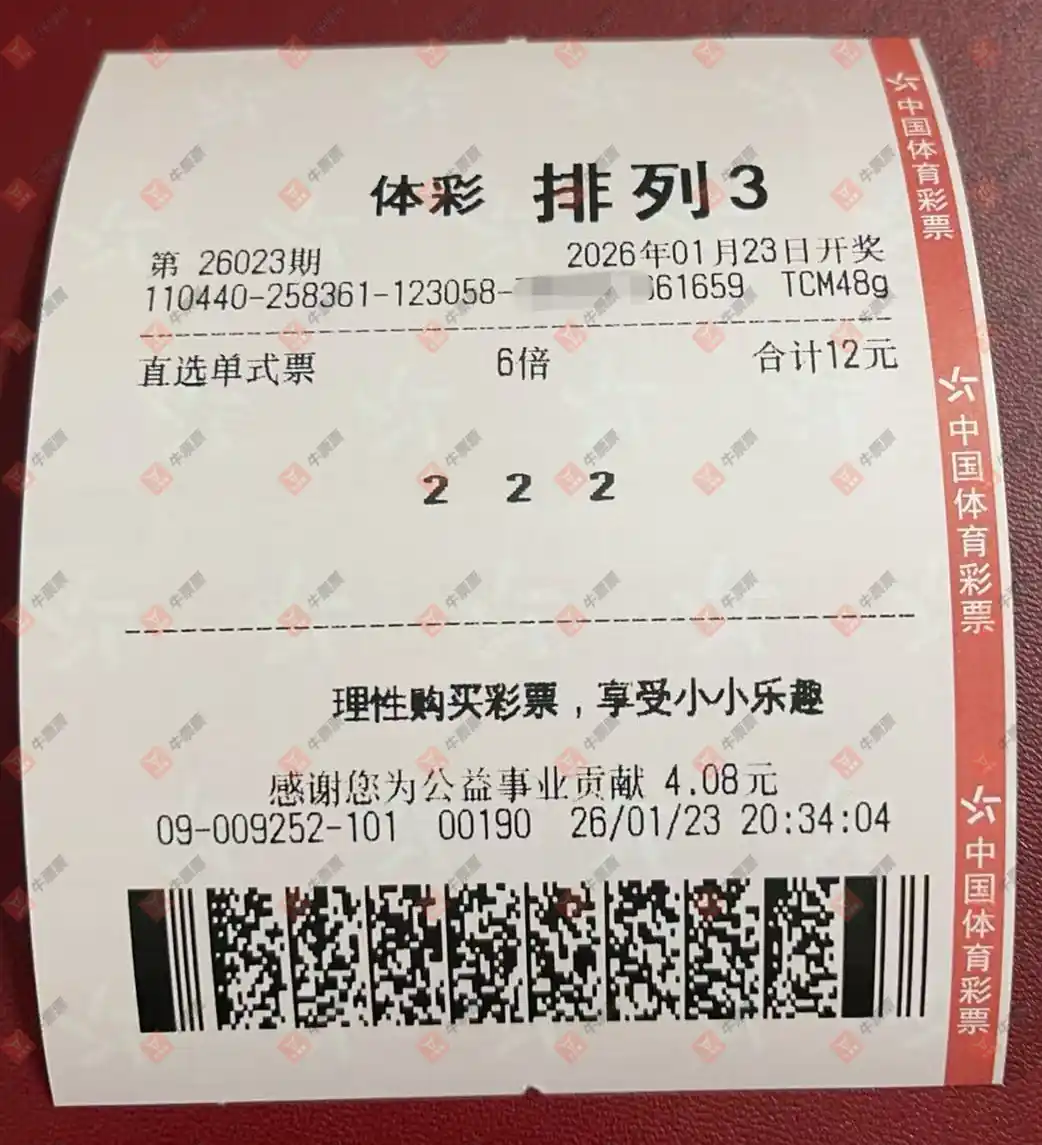 体彩 排列3
第 26023期 2026年01月23日开奖
110440-258361-123058- 661659 TCM48g
直选单式票 6倍 合计12元
2 2 2
理性购买彩票，享受小小乐趣
感谢您为公益事业贡献 4.08元
09-009252-101 00190 26/01/23 20:34:04
中国体育彩票
中国体育彩票
中国体育彩票
牛票票